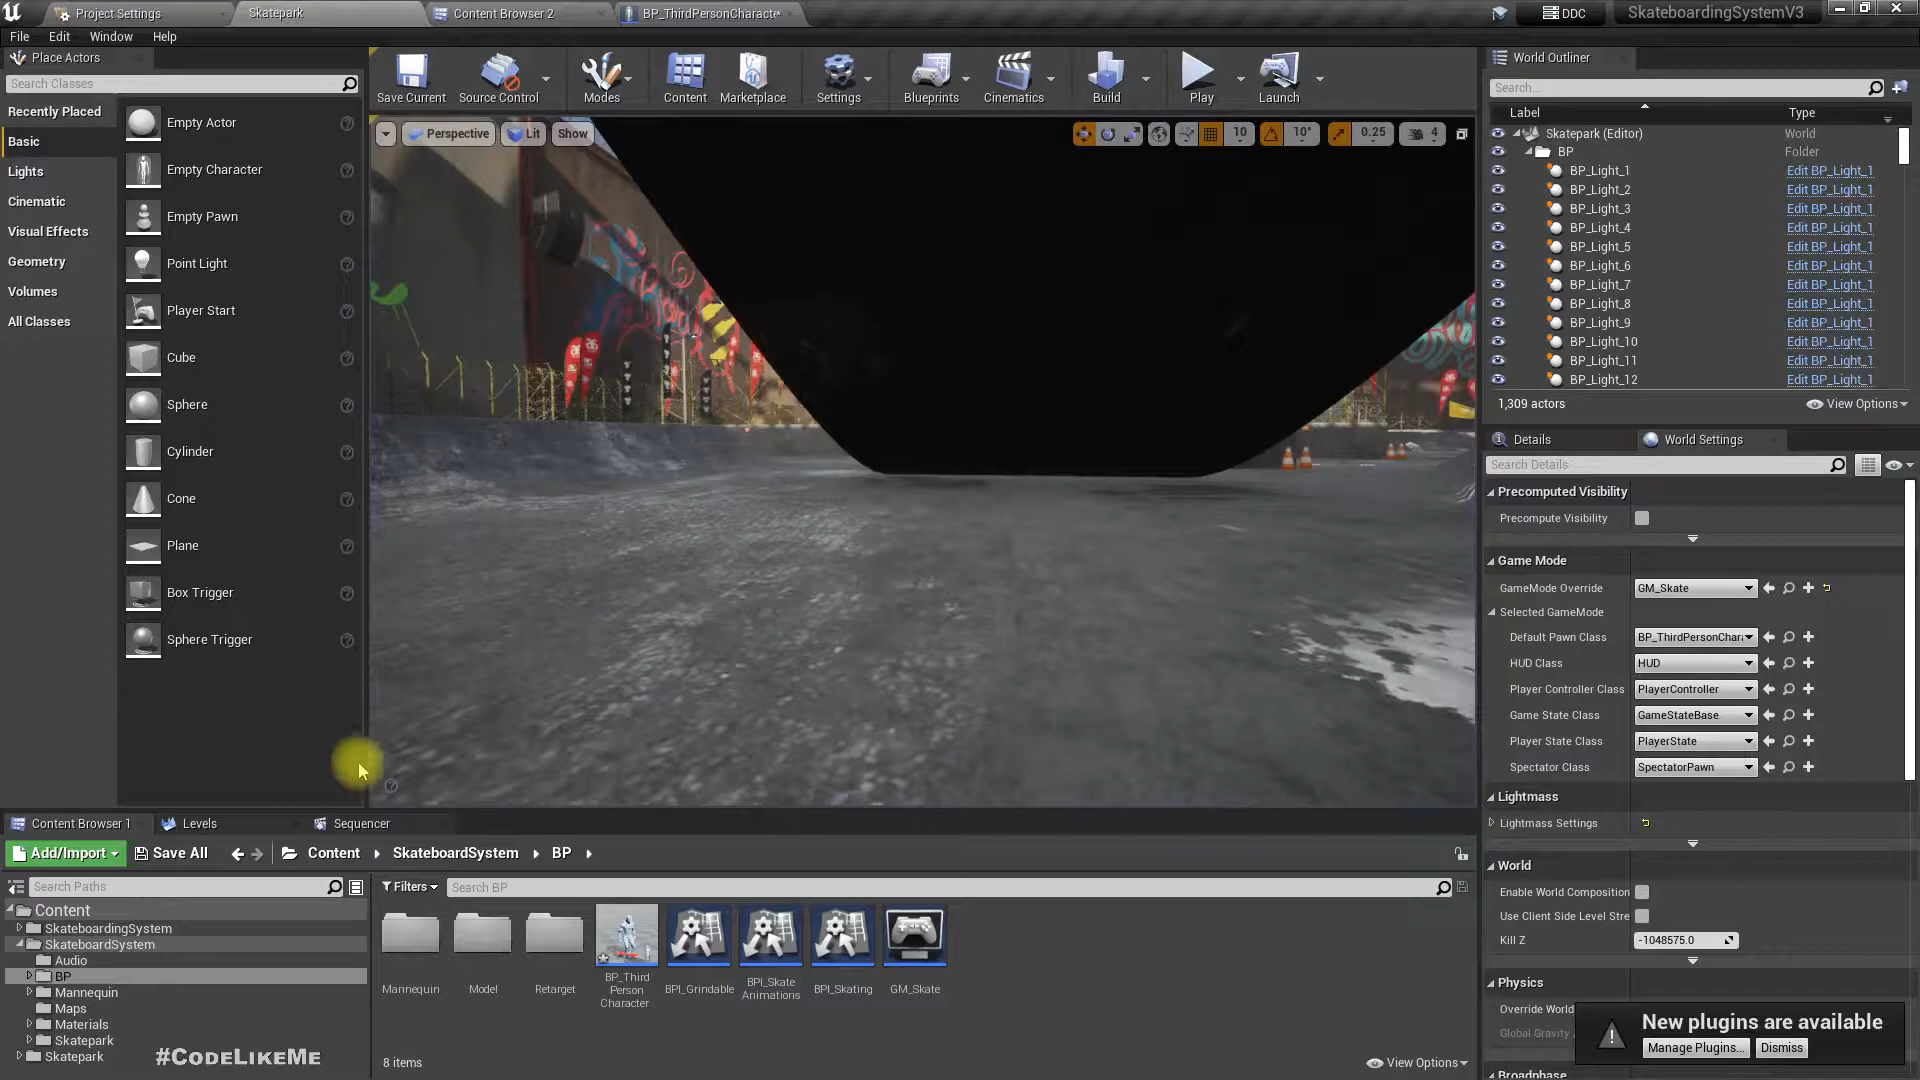 Project Settings
Skatepark
Content Browser 2
BP_ThirdPersonCharacte*
DDC
SkateboardingSystemV3
File Edit Window Help
Place Actors
Search Classes
Recently Placed
Basic
Lights
Cinematic
Visual Effects
Geometry
Volumes
All Classes
Empty Actor
Empty Character
Empty Pawn
Point Light
Player Start
Cube
Sphere
Cylinder
Cone
Plane
Box Trigger
Sphere Trigger
Save Current
Source Control
Modes
Content
Marketplace
Settings
Blueprints
Cinematics
Build
Play
Launch
Perspective
Lit
Show
10
10°
0.25
4
World Outliner
Search...
Label Type
Skatepark (Editor) World
BP Folder
BP_Light_1 Edit BP_Light_1
BP_Light_2 Edit BP_Light_1
BP_Light_3 Edit BP_Light_1
BP_Light_4 Edit BP_Light_1
BP_Light_5 Edit BP_Light_1
BP_Light_6 Edit BP_Light_1
BP_Light_7 Edit BP_Light_1
BP_Light_8 Edit BP_Light_1
BP_Light_9 Edit BP_Light_1
BP_Light_10 Edit BP_Light_1
BP_Light_11 Edit BP_Light_1
BP_Light_12 Edit BP_Light_1
1,309 actors
View Options
Details
World Settings
Search Details
Precomputed Visibility
Precompute Visibility
Game Mode
GameMode Override GM_Skate
Selected GameMode
Default Pawn Class BP_ThirdPersonChar
HUD Class HUD
Player Controller Class PlayerController
Game State Class GameStateBase
Player State Class PlayerState
Spectator Class SpectatorPawn
Lightmass
Lightmass Settings
World
Enable World Composition
Use Client Side Level Stre
Kill Z -1048575.0
Physics
Override World
Global Gravity
Broadphase
New plugins are available
Manage Plugins...
Dismiss
Content Browser 1
Levels
Sequencer
Add/Import
Save All
Content
SkateboardSystem
BP
Search Paths
Filters
Search BP
Content
SkateboardingSystem
SkateboardSystem
Audio
BP
Mannequin
Maps
Materials
Skatepark
Skatepark
#CODELIKEME
Mannequin
Model
Retarget
BP_Third
Person
Character
BPI_Grindable
BPI_Skate
Animations
BPI_Skating
GM_Skate
8 items
View Options